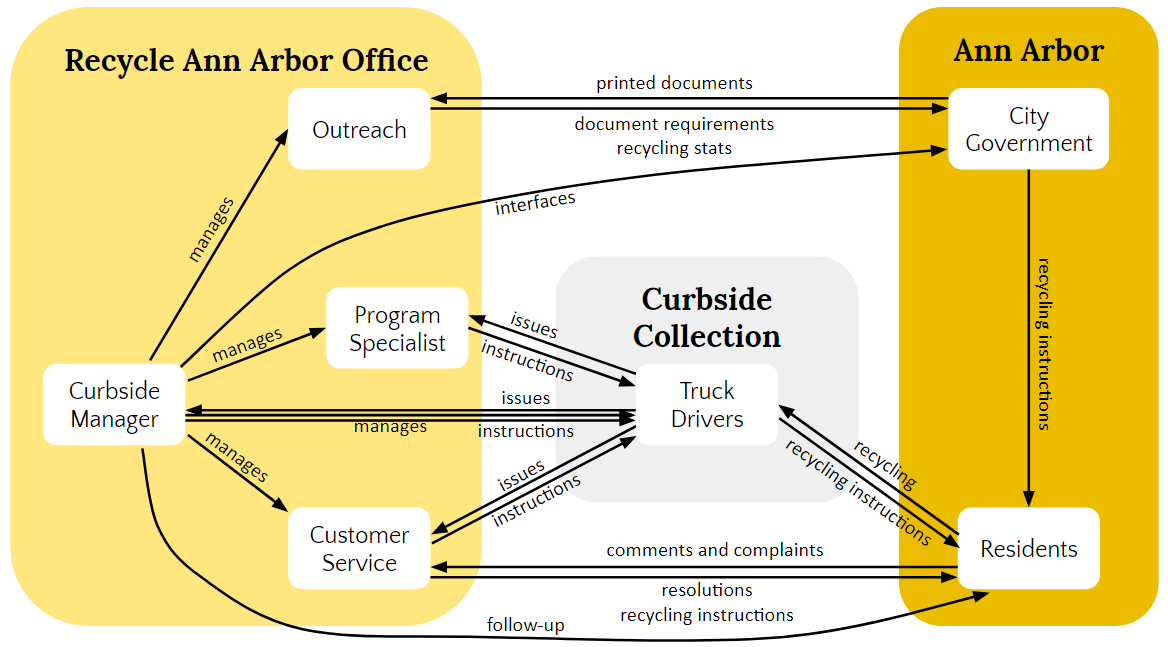 Recycle Ann Arbor Office
Ann Arbor
printed documents
Outreach
City
Government
document requirements
recycling stats
manages
interfaces
Curbside
Collection
Program
Specialist
issues
instructions
manages
recycling instructions
Curbside
Manager
Truck
Drivers
issues
manages
instructions
manages
issues
instructions
recycling
recycling instructions
Customer
Service
Residents
comments and complaints
resolutions
recycling instructions
follow-up